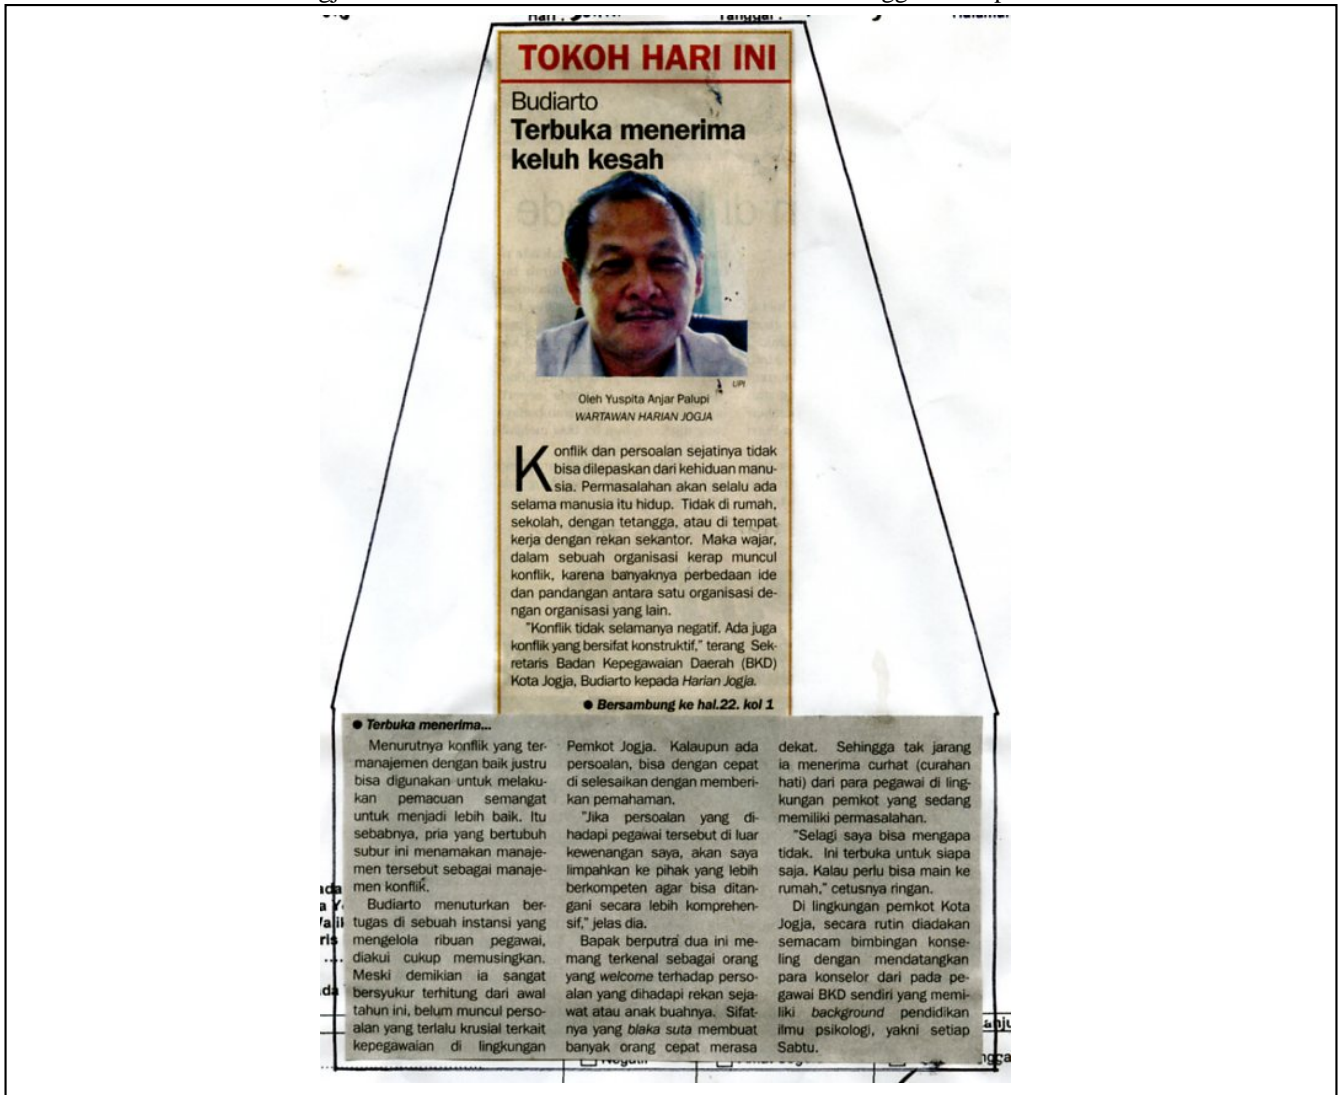 TOKOH HARI INI
Budiarto
Terbuka menerima
keluh kesah
UPI
Oleh Yuspita Anjar Palupi
WARTAWAN HARIAN JOGJA
Konflik dan persoalan sejatinya tidak
bisa dilepaskan dari kehiduan manu-
sia. Permasalahan akan selalu ada
selama manusia itu hidup. Tidak di rumah,
sekolah, dengan tetangga, atau di tempat
kerja dengan rekan sekantor. Maka wajar,
dalam sebuah organisasi kerap muncul
konflik, karena banyaknya perbedaan ide
dan pandangan antara satu organisasi de-
ngan organisasi yang lain.
"Konflik tidak selamanya negatif. Ada juga
konflik yang bersifat konstruktif," terang Sek-
retaris Badan Kepegawaian Daerah (BKD)
Kota Jogja, Budiarto kepada Harian Jogja.
● Bersambung ke hal.22. kol 1
● Terbuka menerima...
Menurutnya konflik yang ter-
manajemen dengan baik justru
bisa digunakan untuk melaku-
kan pemacuan semangat
untuk menjadi lebih baik. Itu
sebabnya, pria yang bertubuh
subur ini menamakan manaje-
men tersebut sebagai manaje-
men konflik.
Budiarto menuturkan ber-
tugas di sebuah instansi yang
mengelola ribuan pegawai,
diakui cukup memusingkan.
Meski demikian ia sangat
bersyukur terhitung dari awal
tahun ini, belum muncul perso-
alan yang terlalu krusial terkait
kepegawaian di lingkungan
Pemkot Jogja. Kalaupun ada
persoalan, bisa dengan cepat
di selesaikan dengan memberi-
kan pemahaman.
"Jika persoalan yang di-
hadapi pegawai tersebut di luar
kewenangan saya, akan saya
limpahkan ke pihak yang lebih
berkompeten agar bisa ditan-
gani secara lebih komprehen-
sif," jelas dia.
Bapak berputra dua ini me-
mang terkenal sebagai orang
yang welcome terhadap perso-
alan yang dihadapi rekan seja-
wat atau anak buahnya. Sifat-
nya yang blaka suta membuat
banyak orang cepat merasa
dekat. Sehingga tak jarang
ia menerima curhat (curahan
hati) dari para pegawai di ling-
kungan pemkot yang sedang
memiliki permasalahan.
"Selagi saya bisa mengapa
tidak. Ini terbuka untuk siapa
saja. Kalau perlu bisa main ke
rumah," cetusnya ringan.
Di lingkungan pemkot Kota
Jogja, secara rutin diadakan
semacam bimbingan konse-
ling dengan mendatangkan
para konselor dari pada pe-
gawai BKD sendiri yang memi-
liki background pendidikan
ilmu psikologi, yakni setiap
Sabtu.